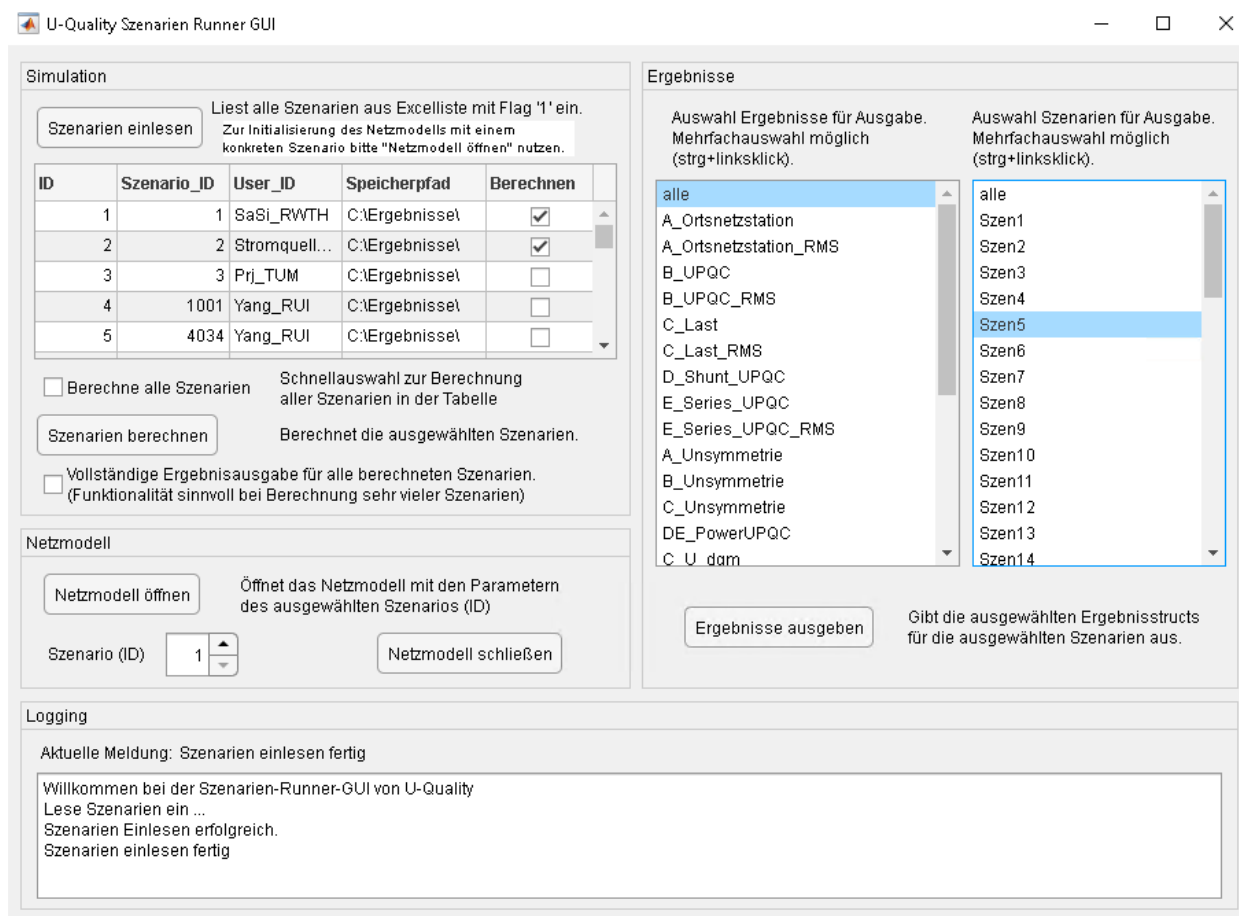 U-Quality Szenarien Runner GUI
Simulation
Szenarien einlesen
Liest alle Szenarien aus Excelliste mit Flag '1' ein.
Zur Initialisierung des Netzmodells mit einem
konkreten Szenario bitte "Netzmodell öffnen" nutzen.
ID Szenario_ID User_ID Speicherpfad Berechnen
1 1 SaSi_RWTH C:\Ergebnisse\
2 2 Stromquell... C:\Ergebnisse\
3 3 Prj_TUM C:\Ergebnisse\
4 1001 Yang_RUI C:\Ergebnisse\
5 4034 Yang_RUI C:\Ergebnisse\
Berechne alle Szenarien
Schnellauswahl zur Berechnung
aller Szenarien in der Tabelle
Szenarien berechnen
Berechnet die ausgewählten Szenarien.
Vollständige Ergebnisausgabe für alle berechneten Szenarien.
(Funktionalität sinnvoll bei Berechnung sehr vieler Szenarien)
Netzmodell
Netzmodell öffnen
Öffnet das Netzmodell mit den Parametern
des ausgewählten Szenarios (ID)
Szenario (ID)
1
Netzmodell schließen
Ergebnisse
Auswahl Ergebnisse für Ausgabe.
Mehrfachauswahl möglich
(strg+linksklick).
alle
A_Ortsnetzstation
A_Ortsnetzstation_RMS
B_UPQC
B_UPQC_RMS
C_Last
C_Last_RMS
D_Shunt_UPQC
E_Series_UPQC
E_Series_UPQC_RMS
A_Unsymmetrie
B_Unsymmetrie
C_Unsymmetrie
DE_PowerUPQC
C_U_dqm
Auswahl Szenarien für Ausgabe.
Mehrfachauswahl möglich
(strg+linksklick).
alle
Szen1
Szen2
Szen3
Szen4
Szen5
Szen6
Szen7
Szen8
Szen9
Szen10
Szen11
Szen12
Szen13
Szen14
Ergebnisse ausgeben
Gibt die ausgewählten Ergebnisstructs
für die ausgewählten Szenarien aus.
Logging
Aktuelle Meldung: Szenarien einlesen fertig
Willkommen bei der Szenarien-Runner-GUI von U-Quality
Lese Szenarien ein ...
Szenarien Einlesen erfolgreich.
Szenarien einlesen fertig